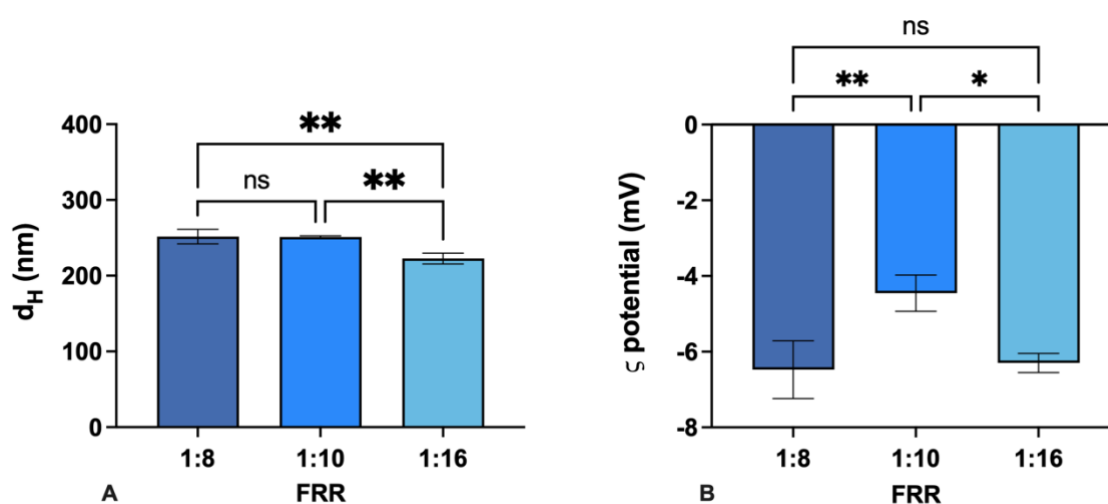 ns
** *
**
ns **
400
300
200
100
0
dH (nm)
1:8 1:10 1:16
A FRR
0
-2
-4
-6
-8
ς potential (mV)
1:8 1:10 1:16
B FRR